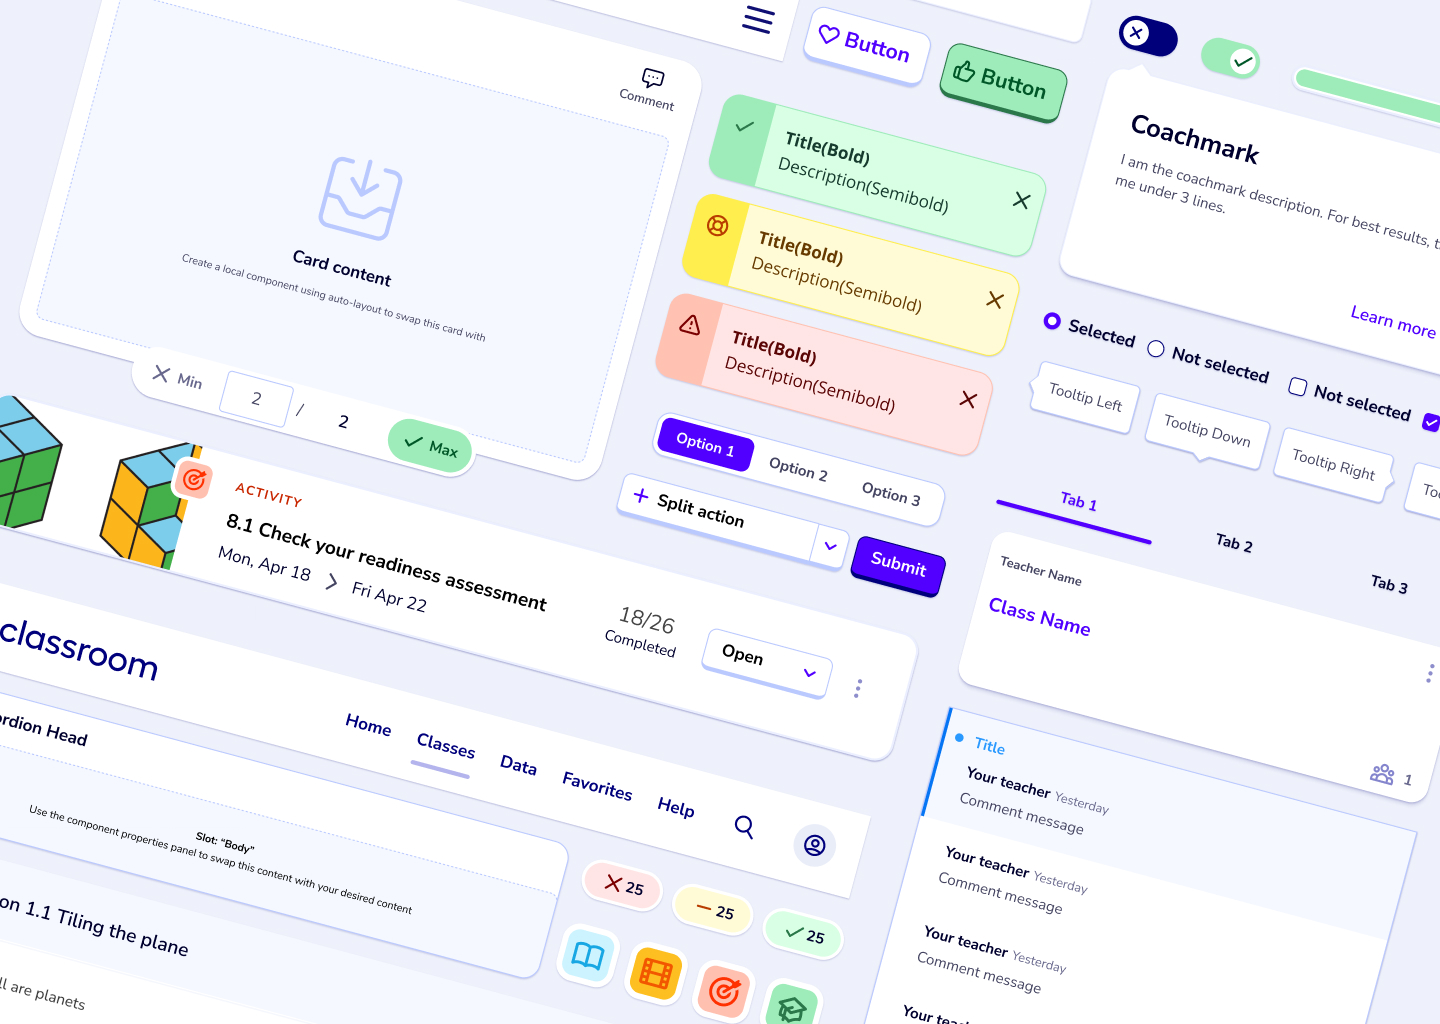 Comment
Card content
Create a local component using auto-layout to swap this card with
Min
2
/
2
Max
Button
Button
Title(Bold)
Description(Semibold)
Title(Bold)
Description(Semibold)
Title(Bold)
Description(Semibold)
Option 1
Option 2
Option 3
Split action
Submit
Coachmark
I am the coachmark description. For best results,
me under 3 lines.
Learn more
Selected
Not selected
Not selected
Tooltip Left
Tooltip Down
Tooltip Right
Tab 1
Tab 2
Tab 3
Teacher Name
Class Name
1
ACTIVITY
8.1 Check your readiness assessment
Mon, Apr 18
Fri Apr 22
18/26
Completed
Open
classroom
Home
Classes
Data
Favorites
Help
rdion Head
Slot: "Body"
Use the component properties panel to swap this content with your desired content
on 1.1 Tiling the plane
ll are planets
25
25
25
Title
Your teacher Yesterday
Comment message
Your teacher Yesterday
Comment message
Your teacher Yesterday
Comment message
Your